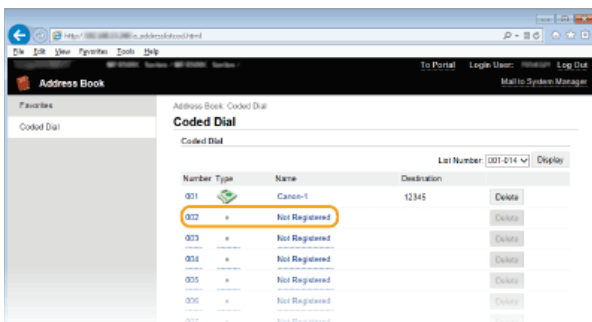 File Edit View Favorites Tools Help
To Portal Login User: Log Out
Address Book
Mail to System Manager
Favorites
Coded Dial
Address Book: Coded Dial
Coded Dial
Coded Dial
List Number: 001-014 Display
Number Type Name Destination
001 Canon-1 12345 Delete
002 Not Registered Delete
003 Not Registered Delete
004 Not Registered Delete
005 Not Registered Delete
006 Not Registered Delete
007 Not Registered